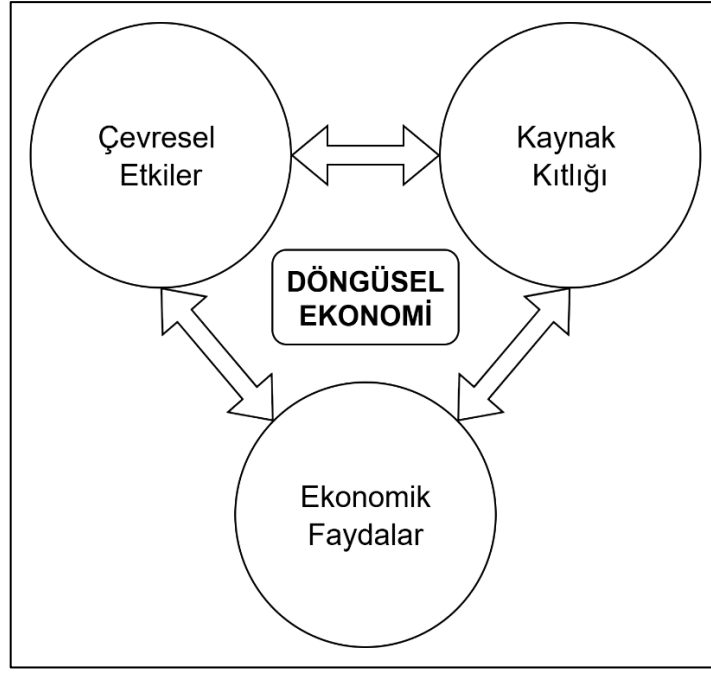 Çevresel
Etkiler
Kaynak
Kıtlığı
DÖNGÜSEL
EKONOMİ
Ekonomik
Faydalar